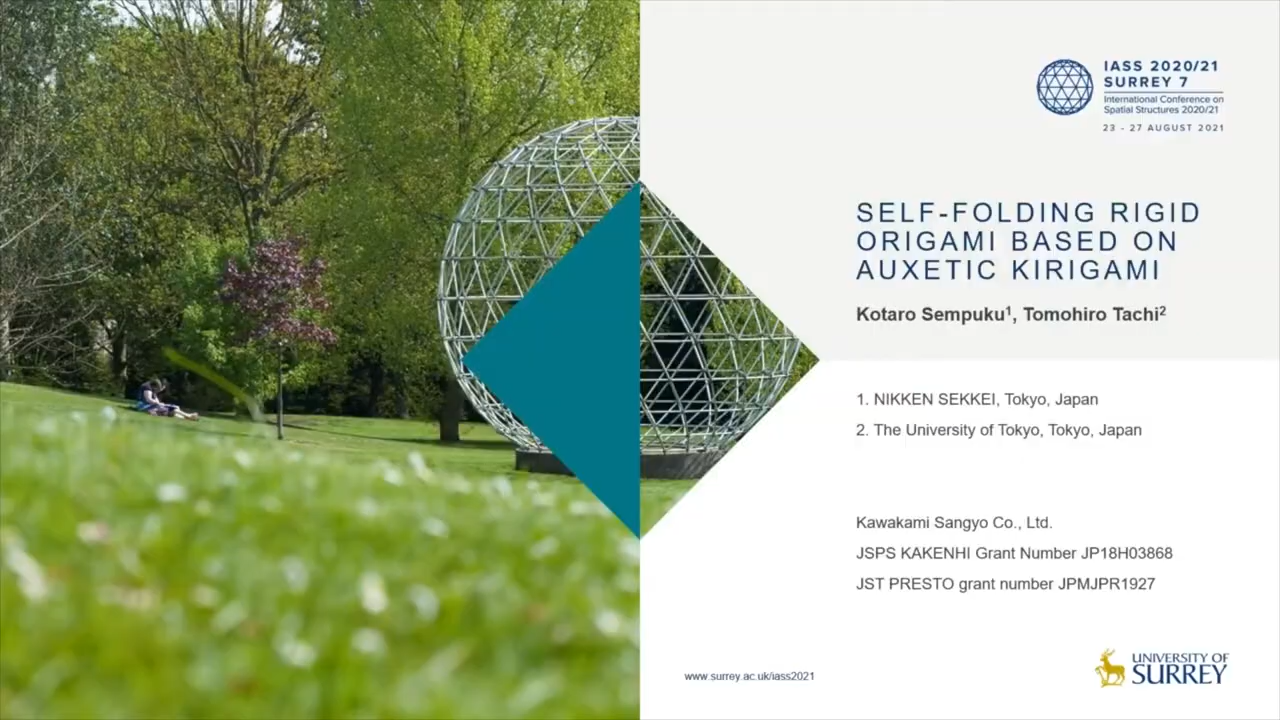 IASS 2020/21
SURREY 7
International Conference on
Spatial Structures 2020/21
23 - 27 AUGUST 2021
SELF-FOLDING RIGID
ORIGAMI BASED ON
AUXETIC KIRIGAMI
Kotaro Sempuku¹, Tomohiro Tachi²
1. NIKKEN SEKKEI, Tokyo, Japan
2. The University of Tokyo, Tokyo, Japan
Kawakami Sangyo Co., Ltd.
JSPS KAKENHI Grant Number JP18H03868
JST PRESTO grant number JPMJPR1927
www.surrey.ac.uk/iass2021
UNIVERSITY OF
SURREY